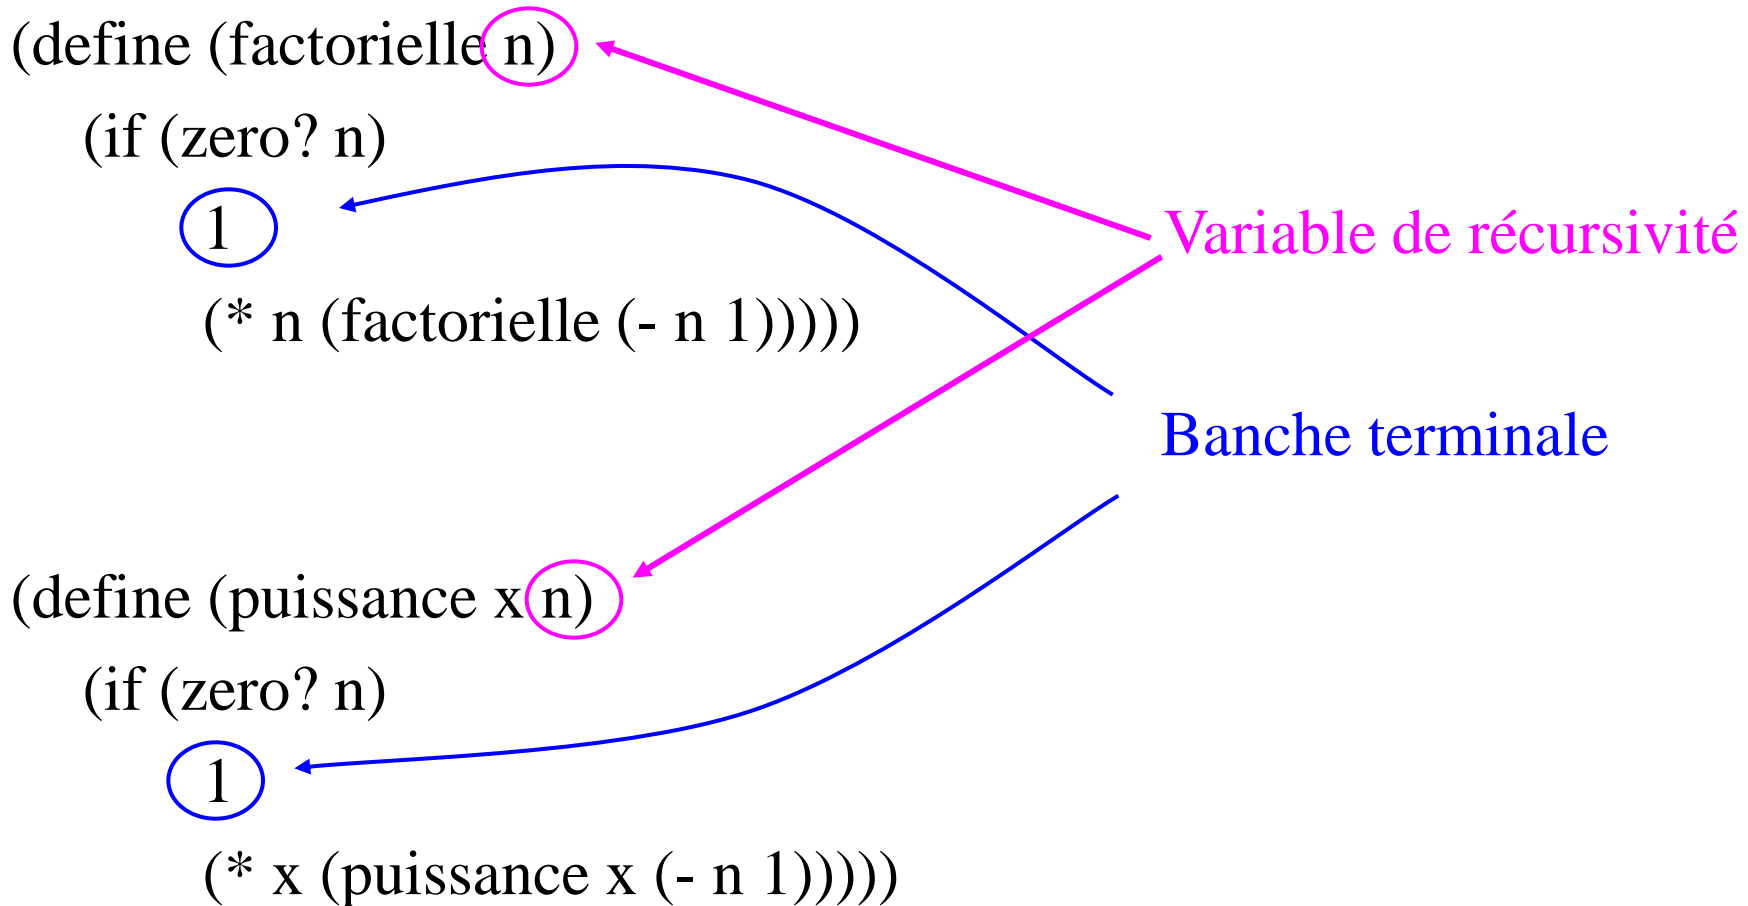 (define (factorielle n)
(if (zero? n)
1
(* n (factorielle (- n 1)))))
Variable de récursivité
Banche terminale
(define (puissance x n)
(if (zero? n)
1
(* x (puissance x (- n 1)))))